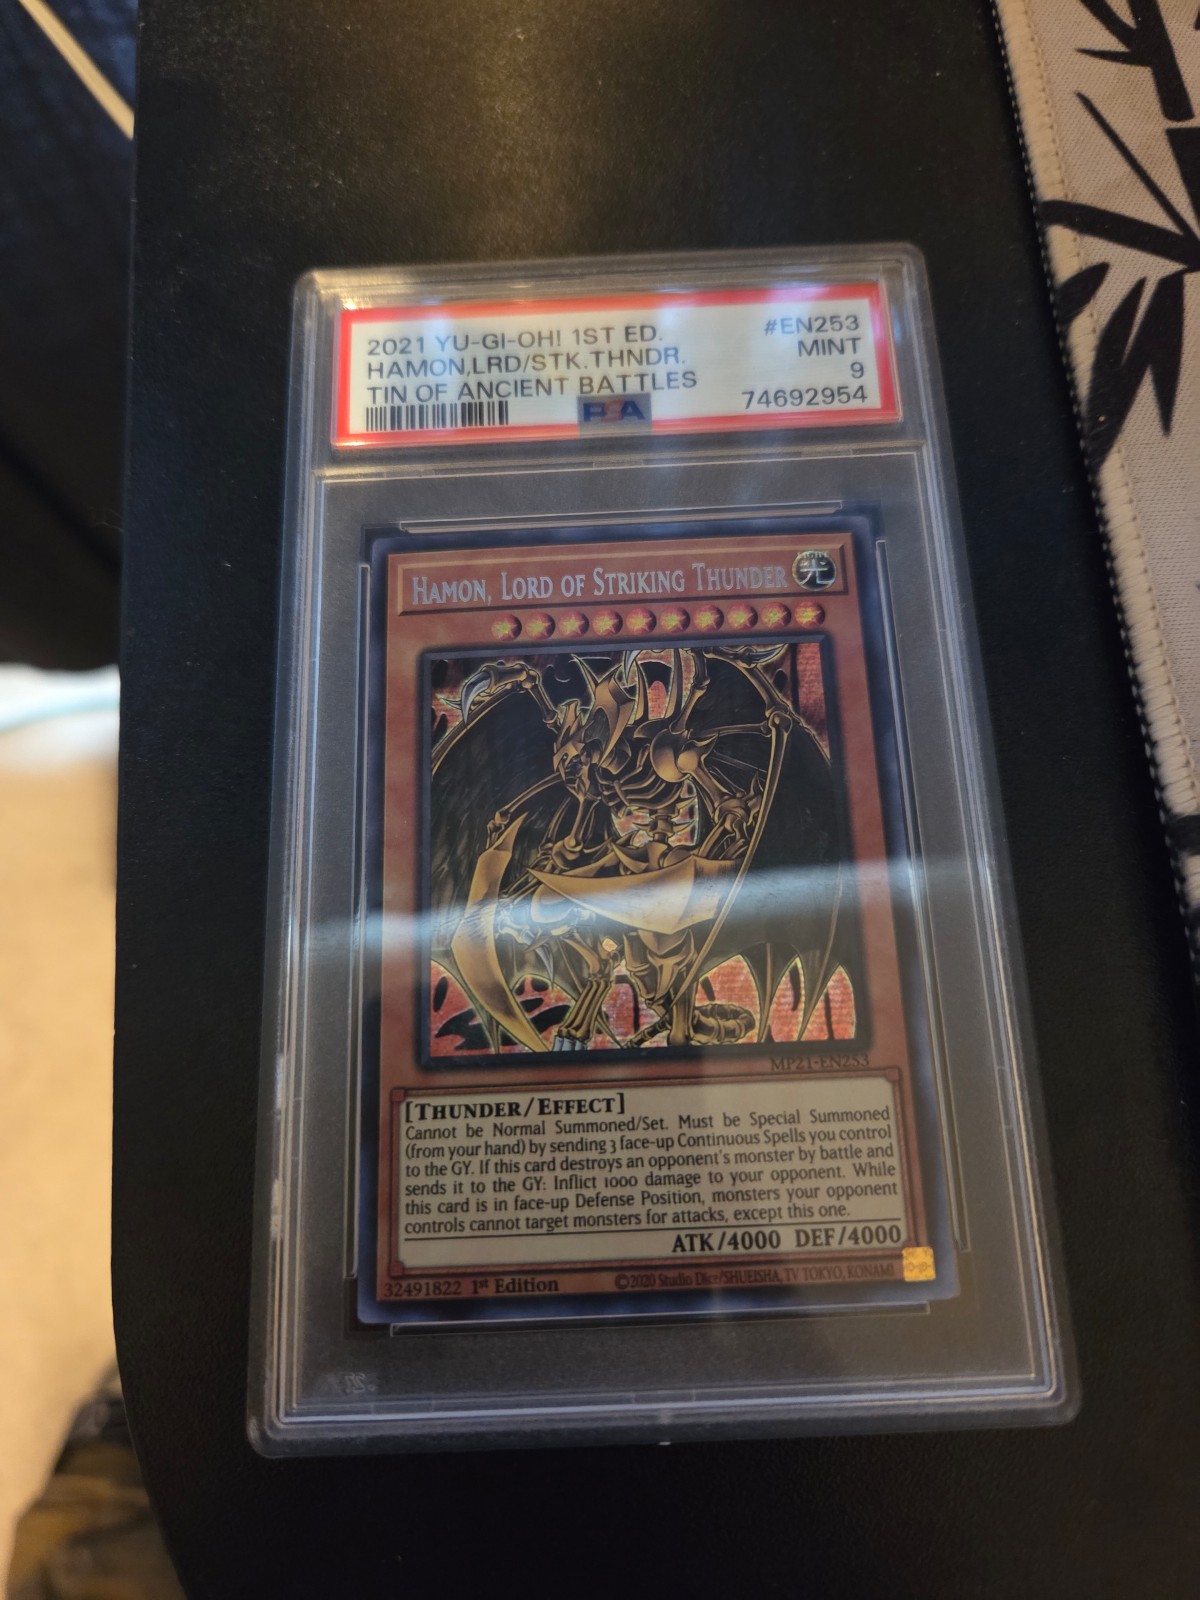 2021 YU-GI-OH! 1ST ED. #EN253
HAMON,LRD/STK.THNDR. MINT
TIN OF ANCIENT BATTLES 9
PSA 74692954
HAMON, LORD OF STRIKING THUNDER
LIGHT
光
MP21-EN253
[THUNDER/EFFECT]
Cannot be Normal Summoned/Set. Must be Special Summoned
(from your hand) by sending 3 face-up Continuous Spells you control
to the GY. If this card destroys an opponent's monster by battle and
sends it to the GY: Inflict 1000 damage to your opponent. While
this card is in face-up Defense Position, monsters your opponent
controls cannot target monsters for attacks, except this one.
ATK/4000 DEF/4000
32491822 1st Edition ©2020 Studio Dice/SHUEISHA, TV TOKYO, KONAMI